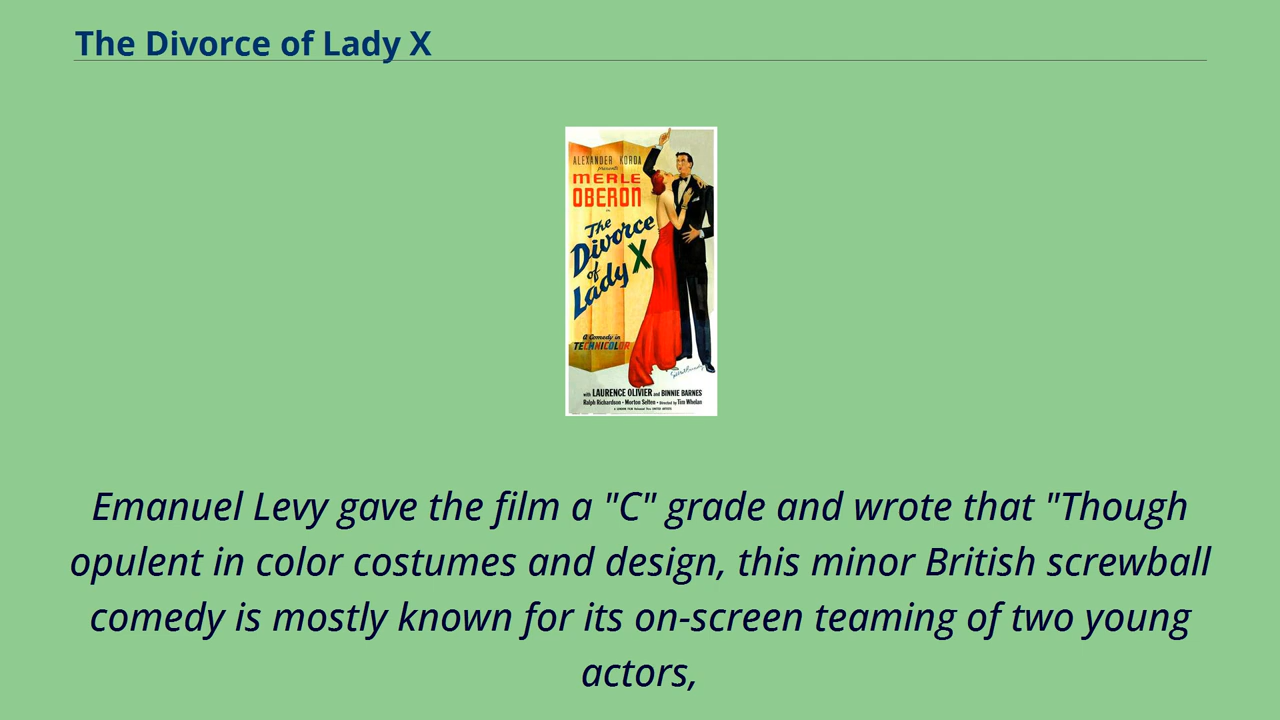 The Divorce of Lady X
ALEXANDER KORDA
presents
MERLE
OBERON
in
The
Divorce
of
Lady X
A Comedy in
TECHNICOLOR
with LAURENCE OLIVIER and BINNIE BARNES
Ralph Richardson • Morton Selten • Directed by Tim Whelan
Emanuel Levy gave the film a "C" grade and wrote that "Though
opulent in color costumes and design, this minor British screwball
comedy is mostly known for its on-screen teaming of two young
actors,